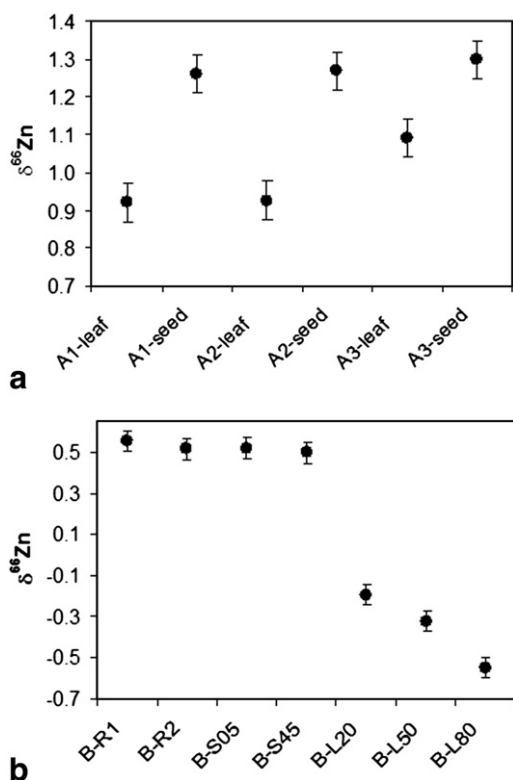 1.4
1.3
1.2
1.1
1.0
0.9
0.8
0.7
δ⁶⁶Zn
A1-leaf
A1-seed
A2-leaf
A2-seed
A3-leaf
A3-seed
a
0.5
0.3
0.1
-0.1
-0.3
-0.5
-0.7
δ⁶⁶Zn
B-R1
B-R2
B-S05
B-S45
B-L20
B-L50
B-L80
b